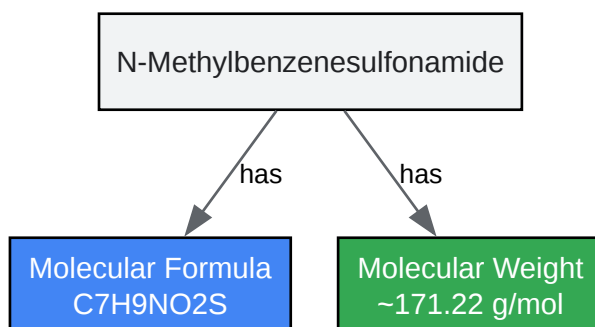 N-Methylbenzenesulfonamide
has
has
Molecular Formula
C7H9NO2S
Molecular Weight
~171.22 g/mol